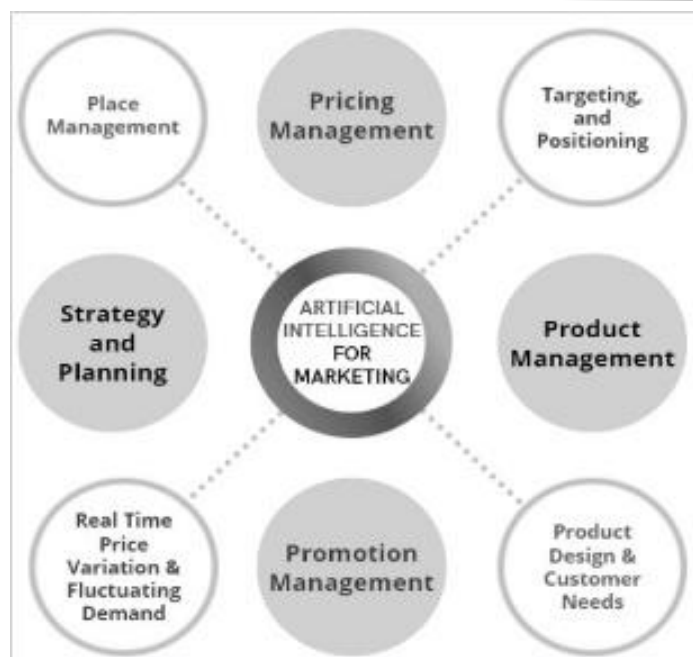 Place
Management
Pricing
Management
Targeting,
and
Positioning
Strategy
and
Planning
ARTIFICIAL
INTELLIGENCE
FOR
MARKETING
Product
Management
Real Time
Price
Variation &
Fluctuating
Demand
Promotion
Management
Product
Design &
Customer
Needs